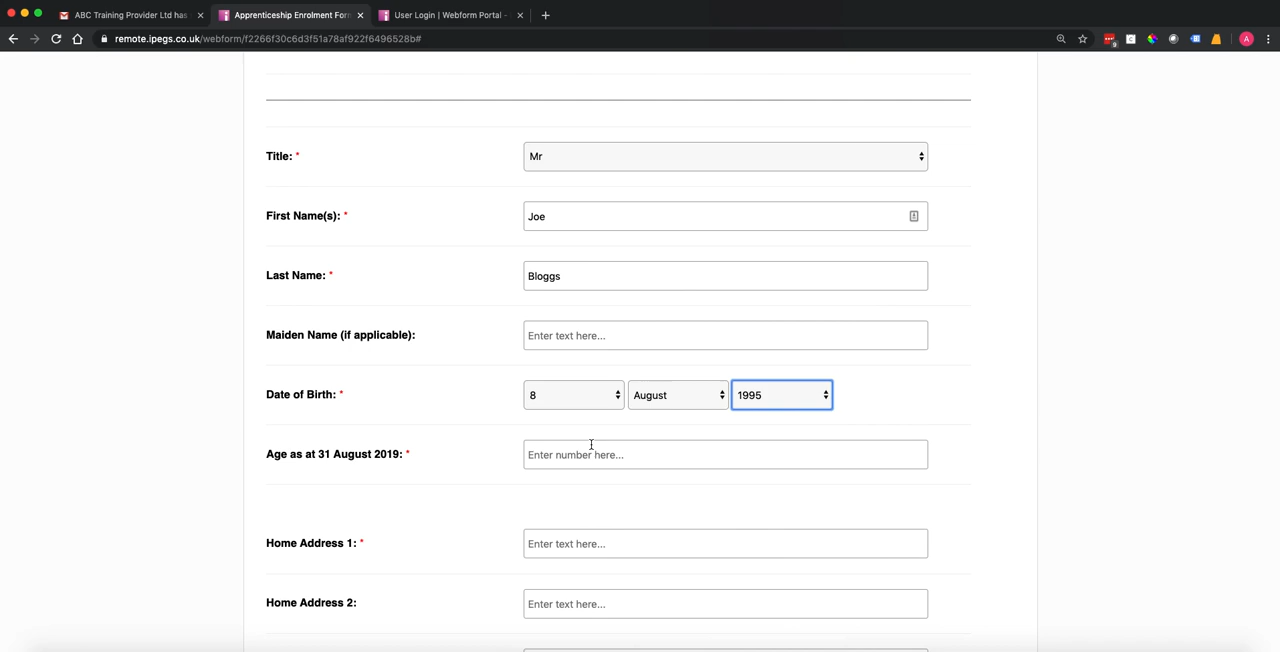 ABC Training Provider Ltd has
Apprenticeship Enrolment Form
User Login | Webform Portal -
remote.ipegs.co.uk/webform/f2266f30c6d3f51a78af922f6496528b#
9
C
A
Title: *
Mr
First Name(s): *
Joe
Last Name: *
Bloggs
Maiden Name (if applicable):
Enter text here...
Date of Birth: *
8
August
1995
Age as at 31 August 2019: *
Enter number here...
Home Address 1: *
Enter text here...
Home Address 2:
Enter text here...